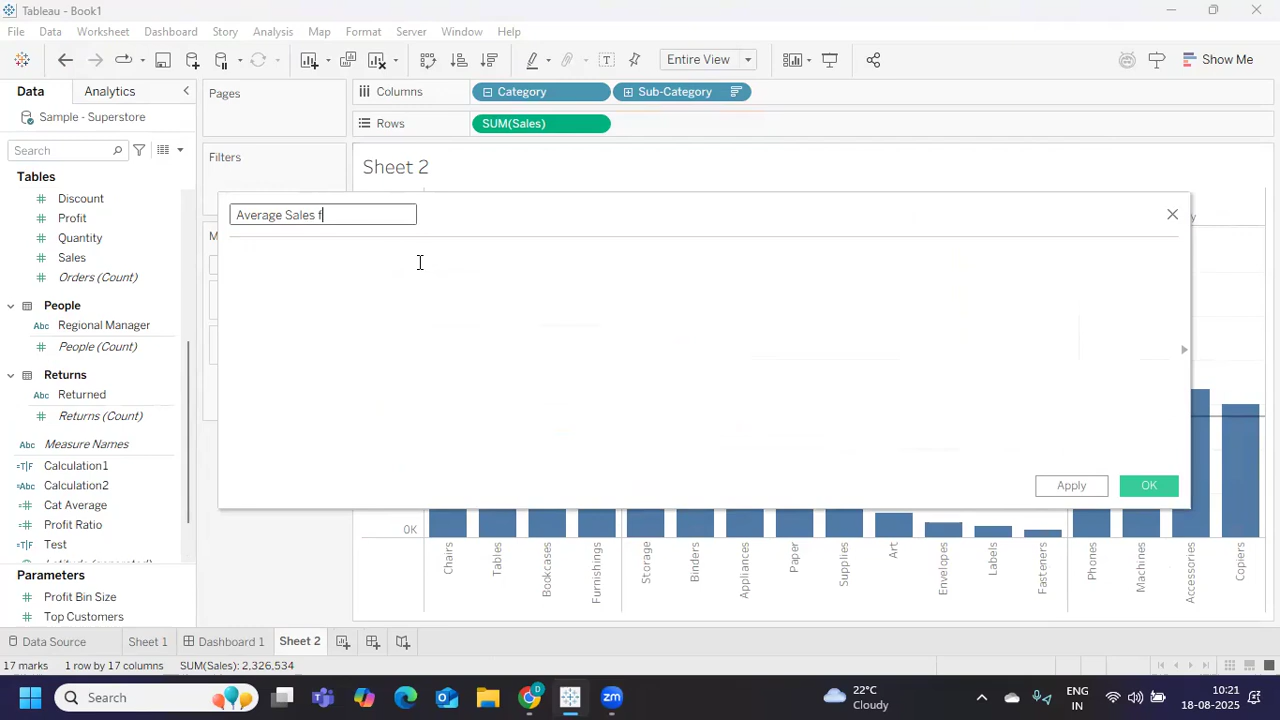 Tableau - Book1
File Data Worksheet Dashboard Story Analysis Map Format Server Window Help
Entire View
Show Me
Data Analytics
Sample - Superstore
Search
Tables
Discount
Profit
Quantity
Sales
Orders (Count)
People
Abc Regional Manager
People (Count)
Returns
Abc Returned
Returns (Count)
Abc Measure Names
=T|F Calculation1
=Abc Calculation2
Cat Average
Profit Ratio
Test
Parameters
Profit Bin Size
Top Customers
Pages
Filters
Columns Category Sub-Category
Rows SUM(Sales)
Sheet 2
Average Sales f
Apply OK
0K
Chairs
Tables
Bookcases
Furnishings
Storage
Binders
Appliances
Paper
Supplies
Art
Envelopes
Labels
Fasteners
Phones
Machines
Accessories
Copiers
Data Source Sheet 1 Dashboard 1 Sheet 2
17 marks 1 row by 17 columns SUM(Sales): 2,326,534
Search
22°C
Cloudy
ENG
IN
10:21
18-08-2025